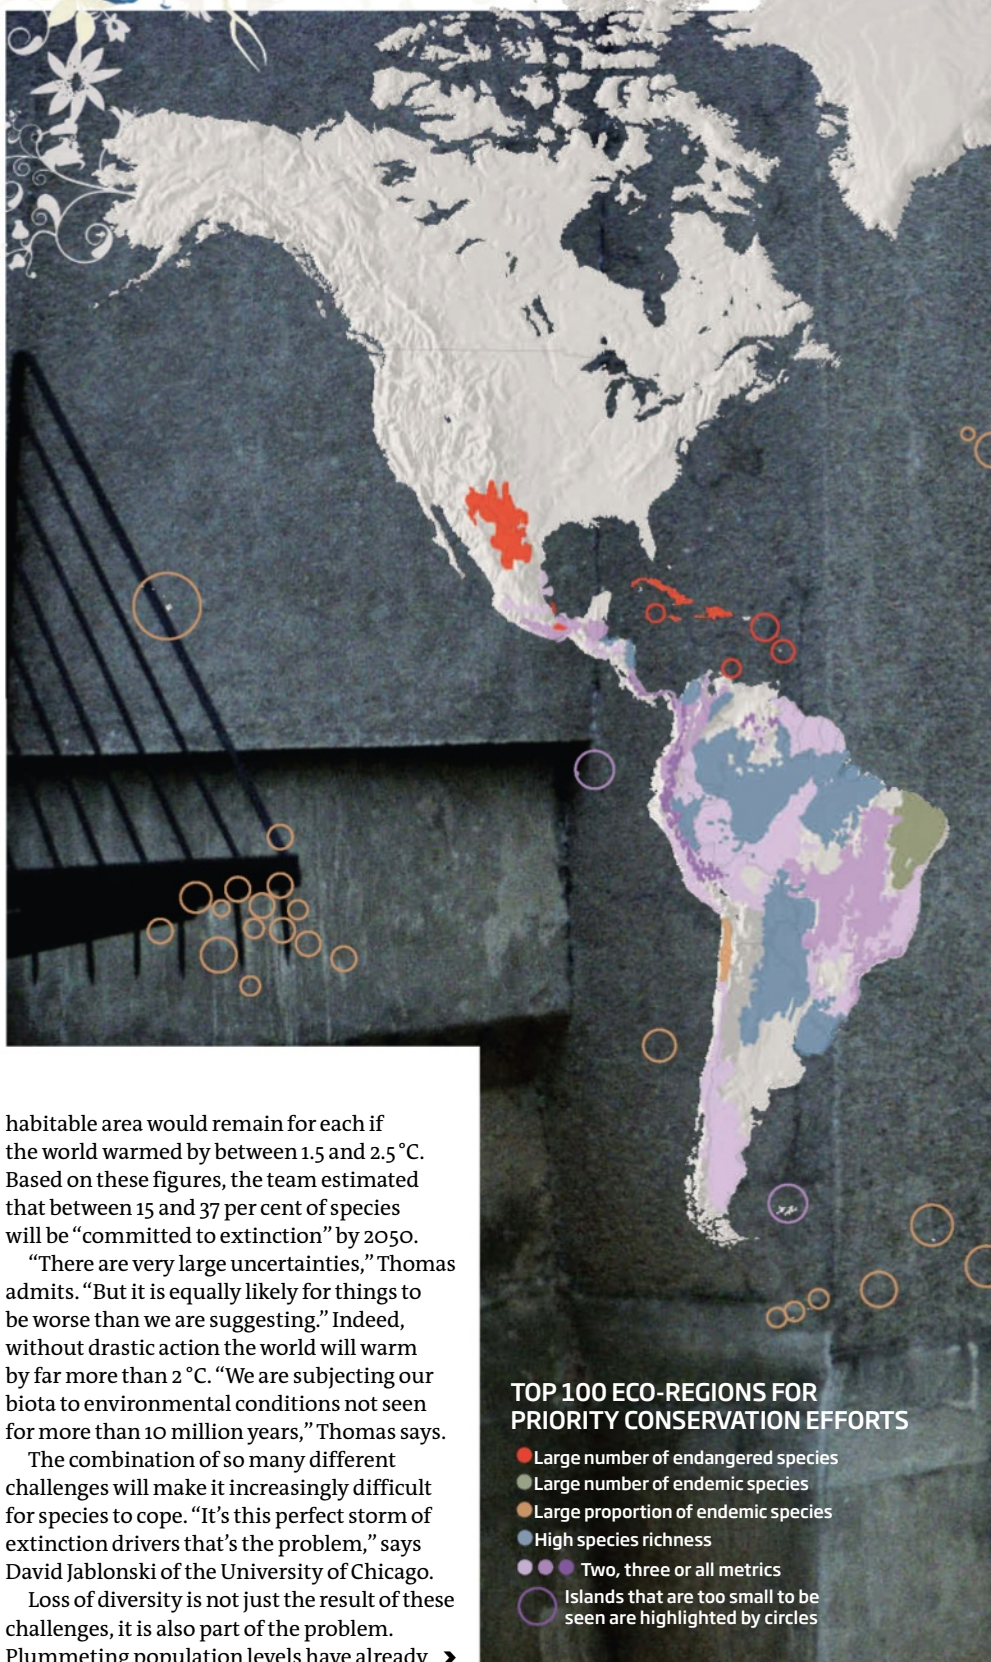 habitable area would remain for each if
the world warmed by between 1.5 and 2.5 °C.
Based on these figures, the team estimated
that between 15 and 37 per cent of species
will be “committed to extinction” by 2050.
“There are very large uncertainties,” Thomas
admits. “But it is equally likely for things to
be worse than we are suggesting.” Indeed,
without drastic action the world will warm
by far more than 2 °C. “We are subjecting our
biota to environmental conditions not seen
for more than 10 million years,” Thomas says.
The combination of so many different
challenges will make it increasingly difficult
for species to cope. “It’s this perfect storm of
extinction drivers that’s the problem,” says
David Jablonski of the University of Chicago.
Loss of diversity is not just the result of these
challenges, it is also part of the problem.
Plummeting population levels have already
TOP 100 ECO-REGIONS FOR
PRIORITY CONSERVATION EFFORTS
Large number of endangered species
Large number of endemic species
Large proportion of endemic species
High species richness
Two, three or all metrics
Islands that are too small to be
seen are highlighted by circles